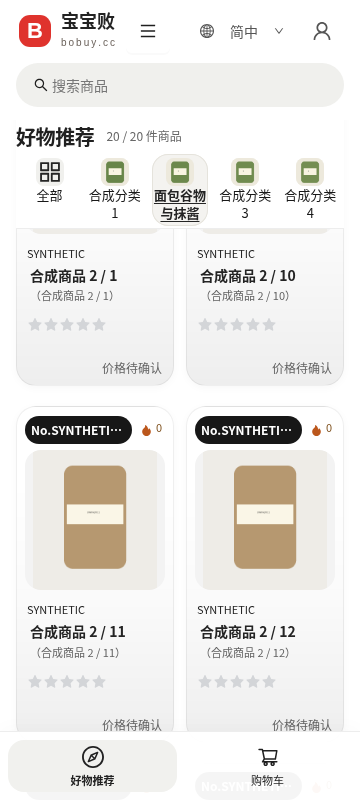 B 宝宝败
bobuy.cc
简中
搜索商品
好物推荐 20 / 20 件商品
全部
合成分类
1
面包谷物
与抹酱
合成分类
3
合成分类
4
SYNTHETIC
合成商品 2 / 1
（合成商品 2 / 1）
价格待确认
SYNTHETIC
合成商品 2 / 10
（合成商品 2 / 10）
价格待确认
No.SYNTHETI… 0
SYNTHETIC
合成商品 2 / 11
（合成商品 2 / 11）
价格待确认
No.SYNTHETI… 0
SYNTHETIC
合成商品 2 / 12
（合成商品 2 / 12）
价格待确认
好物推荐
购物车